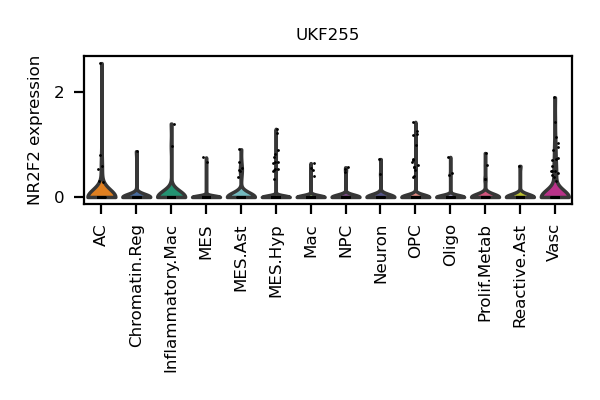 UKF255
NR2F2 expression
2
0
AC
Chromatin.Reg
Inflammatory.Mac
MES
MES.Ast
MES.Hyp
Mac
NPC
Neuron
OPC
Oligo
Prolif.Metab
Reactive.Ast
Vasc